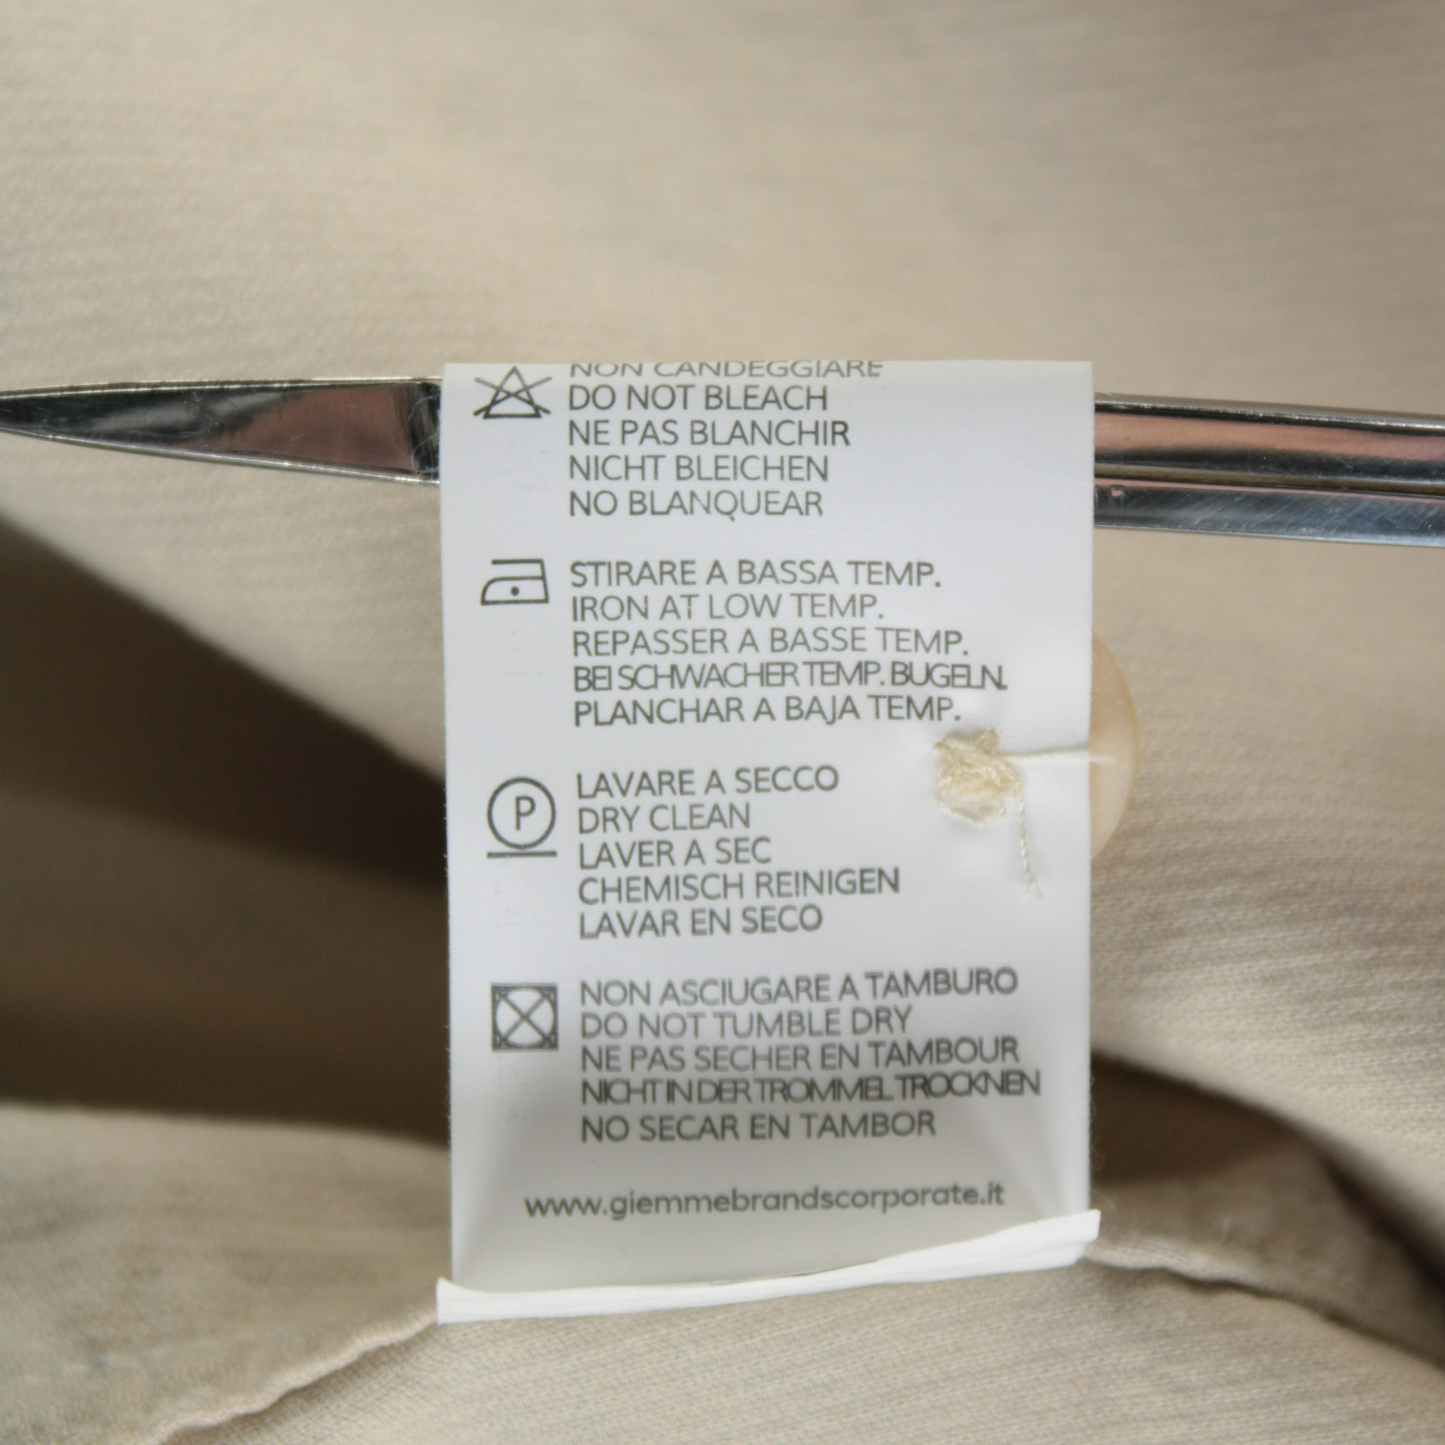 NON CANDEGGIARE
DO NOT BLEACH
NE PAS BLANCHIR
NICHT BLEICHEN
NO BLANQUEAR
STIRARE A BASSA TEMP.
IRON AT LOW TEMP.
REPASSER A BASSE TEMP.
BEI SCHWACHER TEMP. BUGELN.
PLANCHAR A BAJA TEMP.
P
LAVARE A SECCO
DRY CLEAN
LAVER A SEC
CHEMISCH REINIGEN
LAVAR EN SECO
NON ASCIUGARE A TAMBURO
DO NOT TUMBLE DRY
NE PAS SECHER EN TAMBOUR
NICHT IN DER TROMMEL TROCKNEN
NO SECAR EN TAMBOR
www.giemmebrandscorporate.it